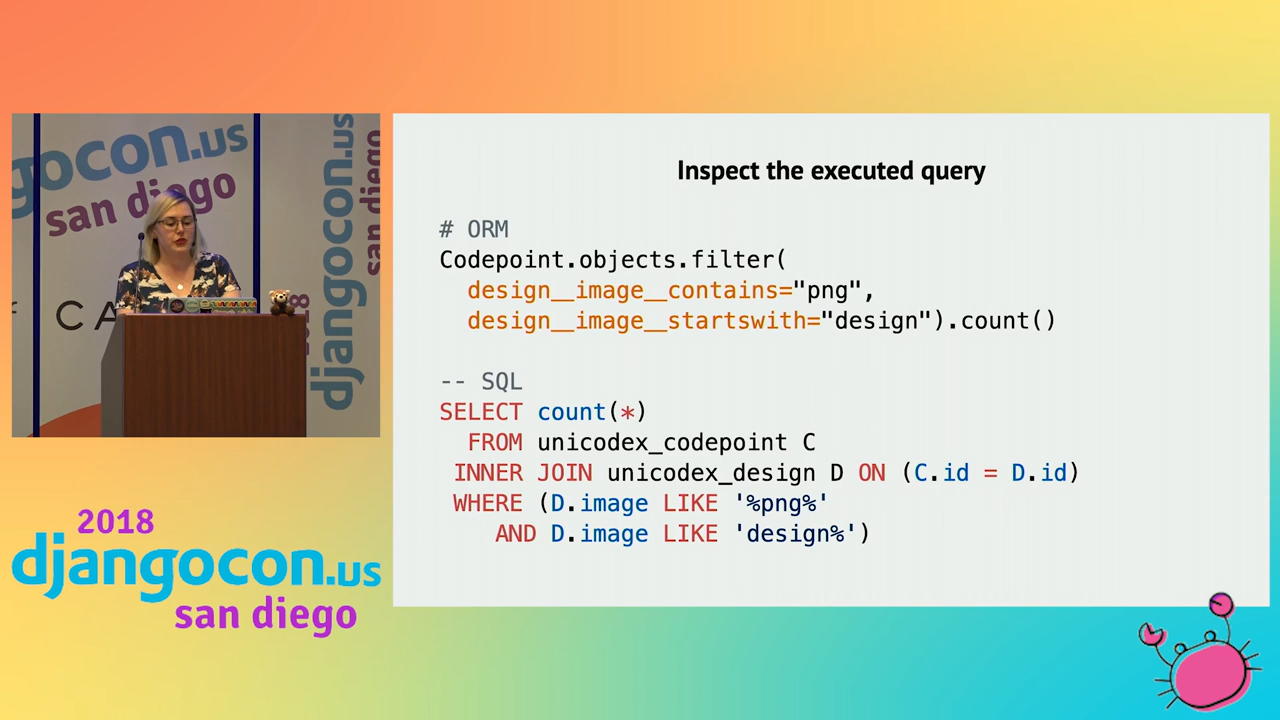 gocon.us
san diego
djangocon.us
san diego
CA
2018
djangocon.us
san diego
Inspect the executed query
# ORM
Codepoint.objects.filter(
design__image__contains="png",
design__image__startswith="design").count()
-- SQL
SELECT count(*)
FROM unicodex_codepoint C
INNER JOIN unicodex_design D ON (C.id = D.id)
WHERE (D.image LIKE '%png%'
AND D.image LIKE 'design%')